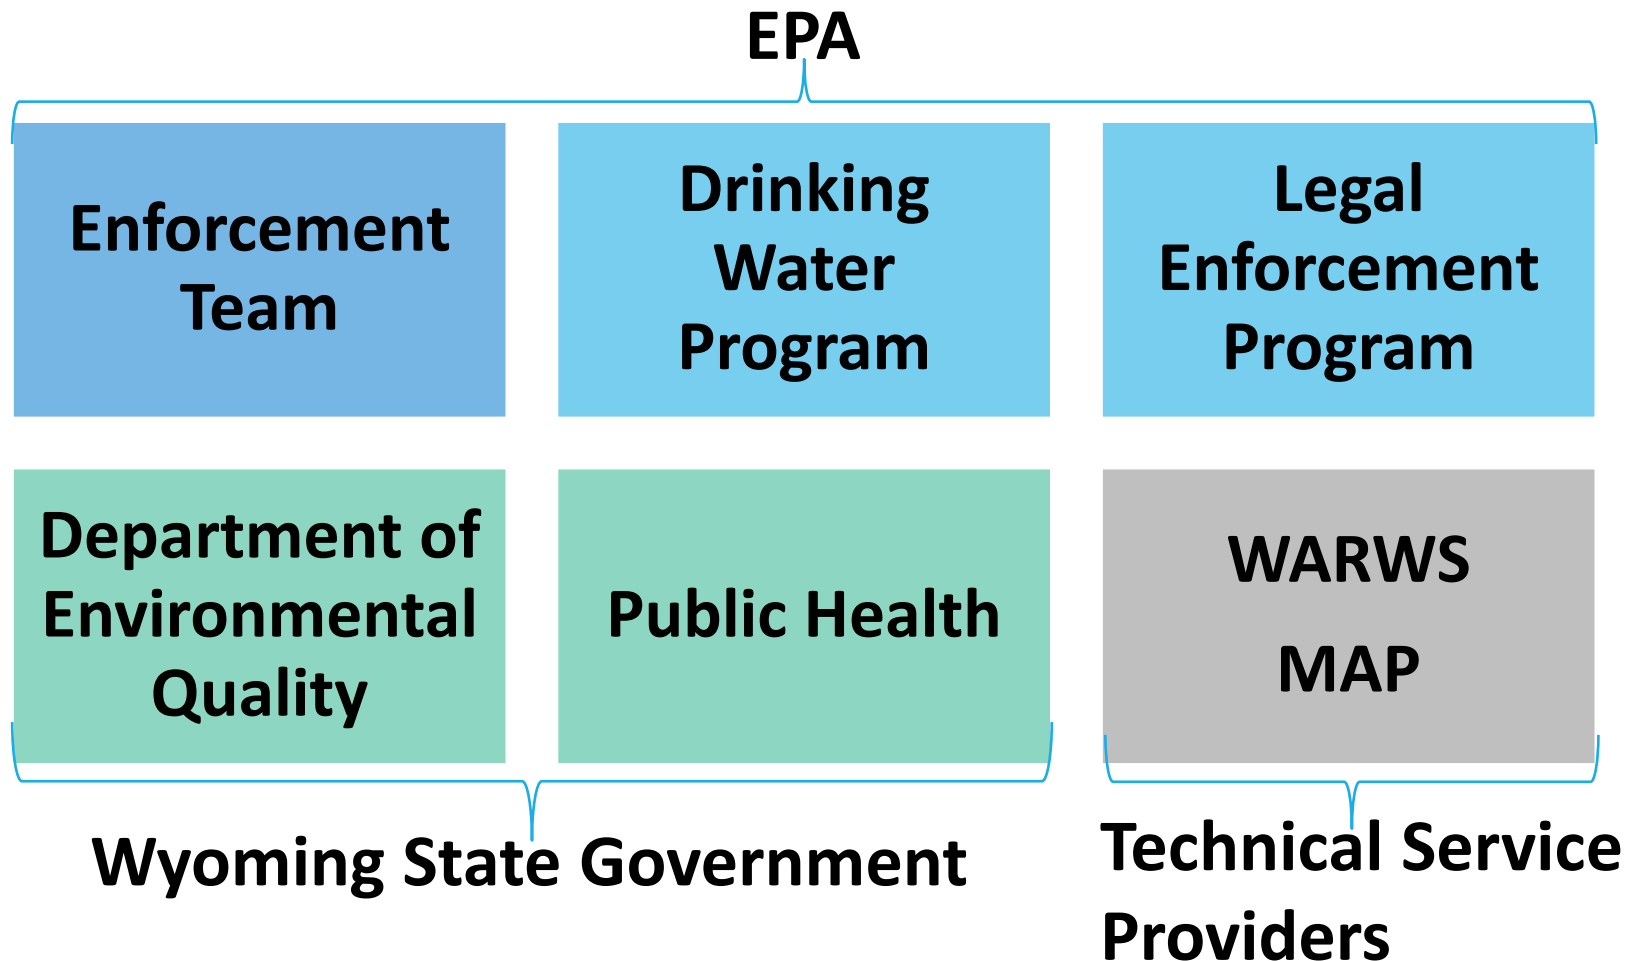 EPA
Enforcement
Team
Drinking
Water
Program
Legal
Enforcement
Program
Department of
Environmental
Quality
Public Health
WARWS
MAP
Wyoming State Government
Technical Service
Providers